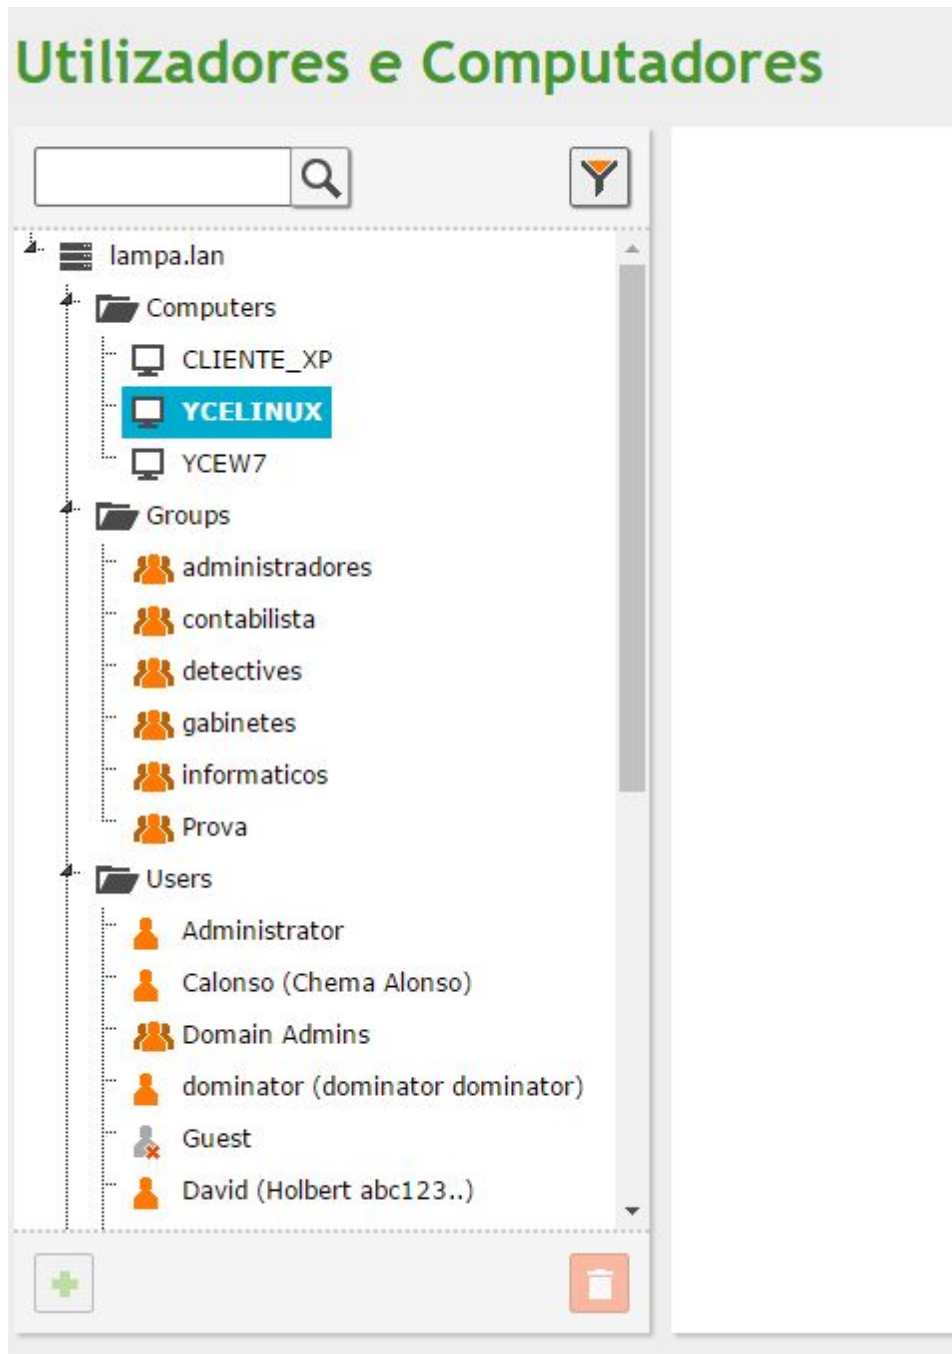 Utilizadores e Computadores
lampa.lan
Computers
CLIENTE_XP
YCELINUX
YCEW7
Groups
administradores
contabilista
detectives
gabinetes
informaticos
Prova
Users
Administrator
Calonso (Chema Alonso)
Domain Admins
dominator (dominator dominator)
Guest
David (Holbert abc123..)